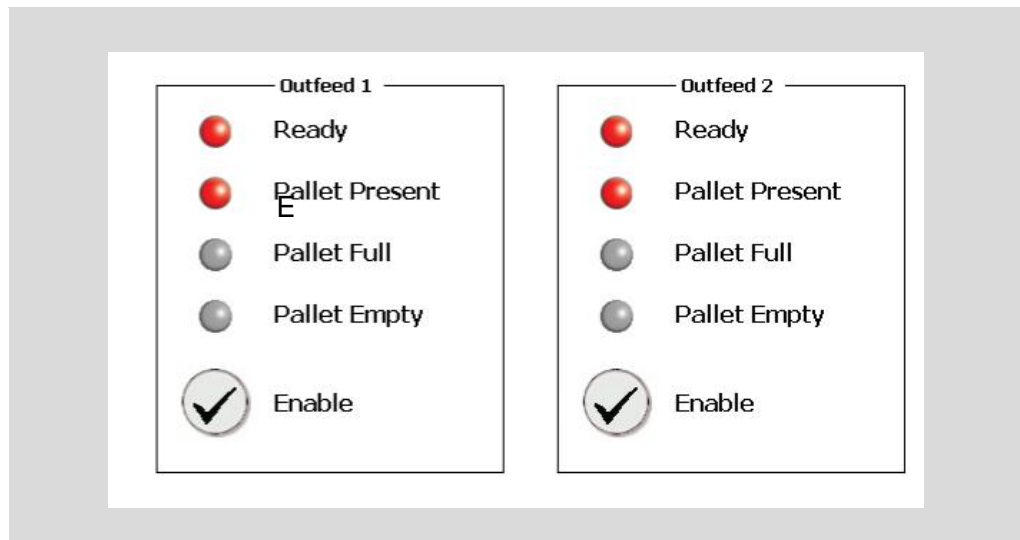 Outfeed 1
Ready
Pallet Present
E
Pallet Full
Pallet Empty
Enable
Outfeed 2
Ready
Pallet Present
Pallet Full
Pallet Empty
Enable